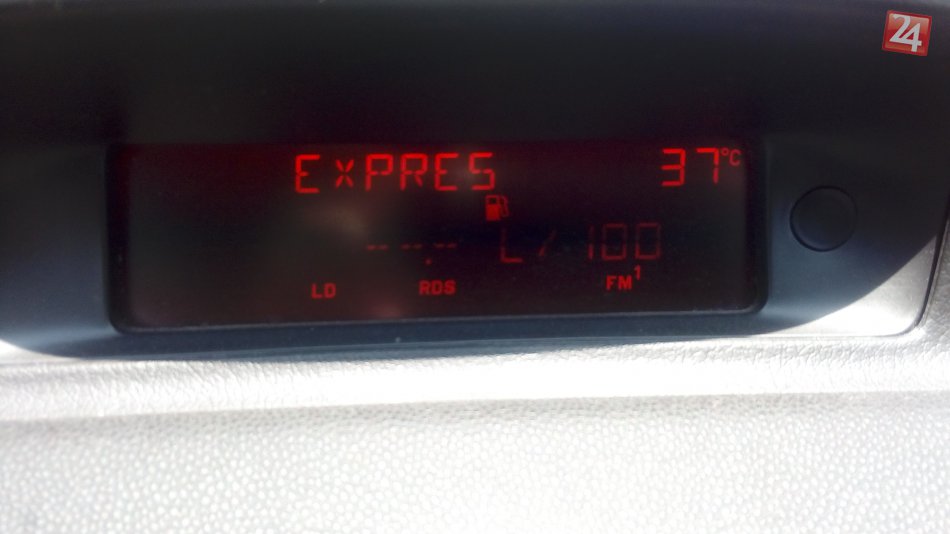 24
EXPRES 37°C
--.- L/100
LD RDS FM1